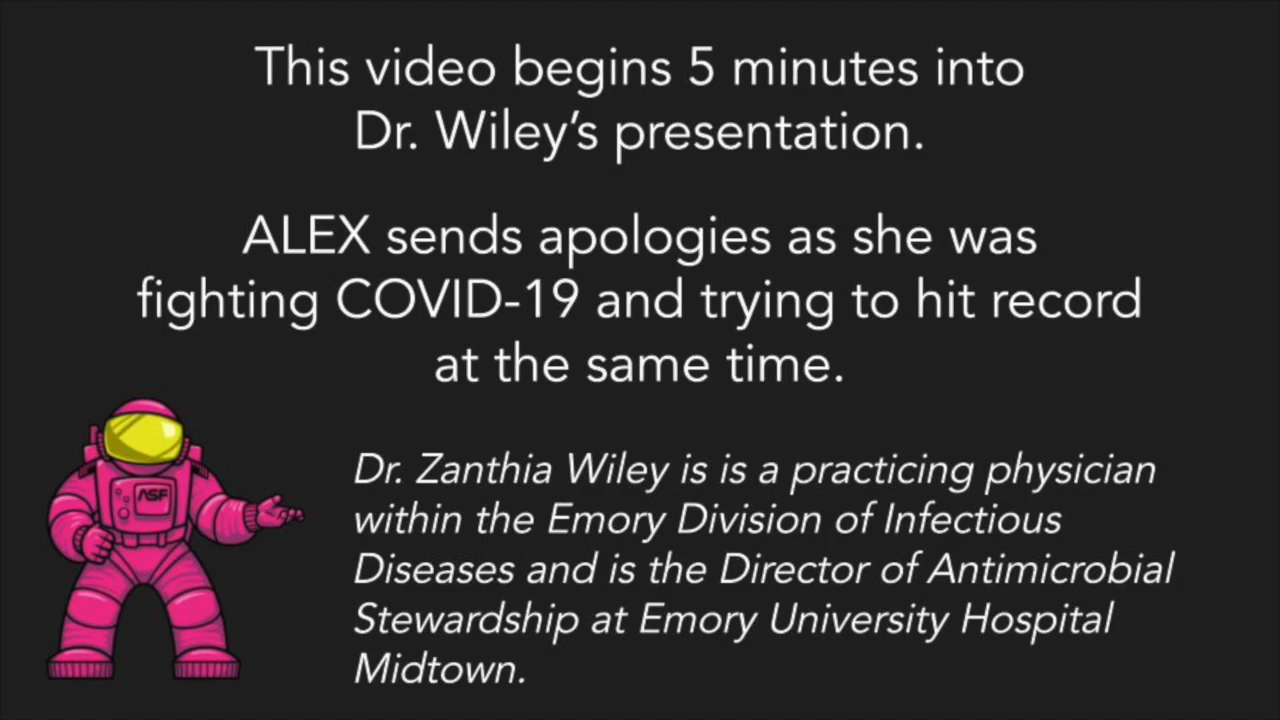 This video begins 5 minutes into
Dr. Wiley’s presentation.
ALEX sends apologies as she was
fighting COVID-19 and trying to hit record
at the same time.
ASF
Dr. Zanthia Wiley is is a practicing physician
within the Emory Division of Infectious
Diseases and is the Director of Antimicrobial
Stewardship at Emory University Hospital
Midtown.